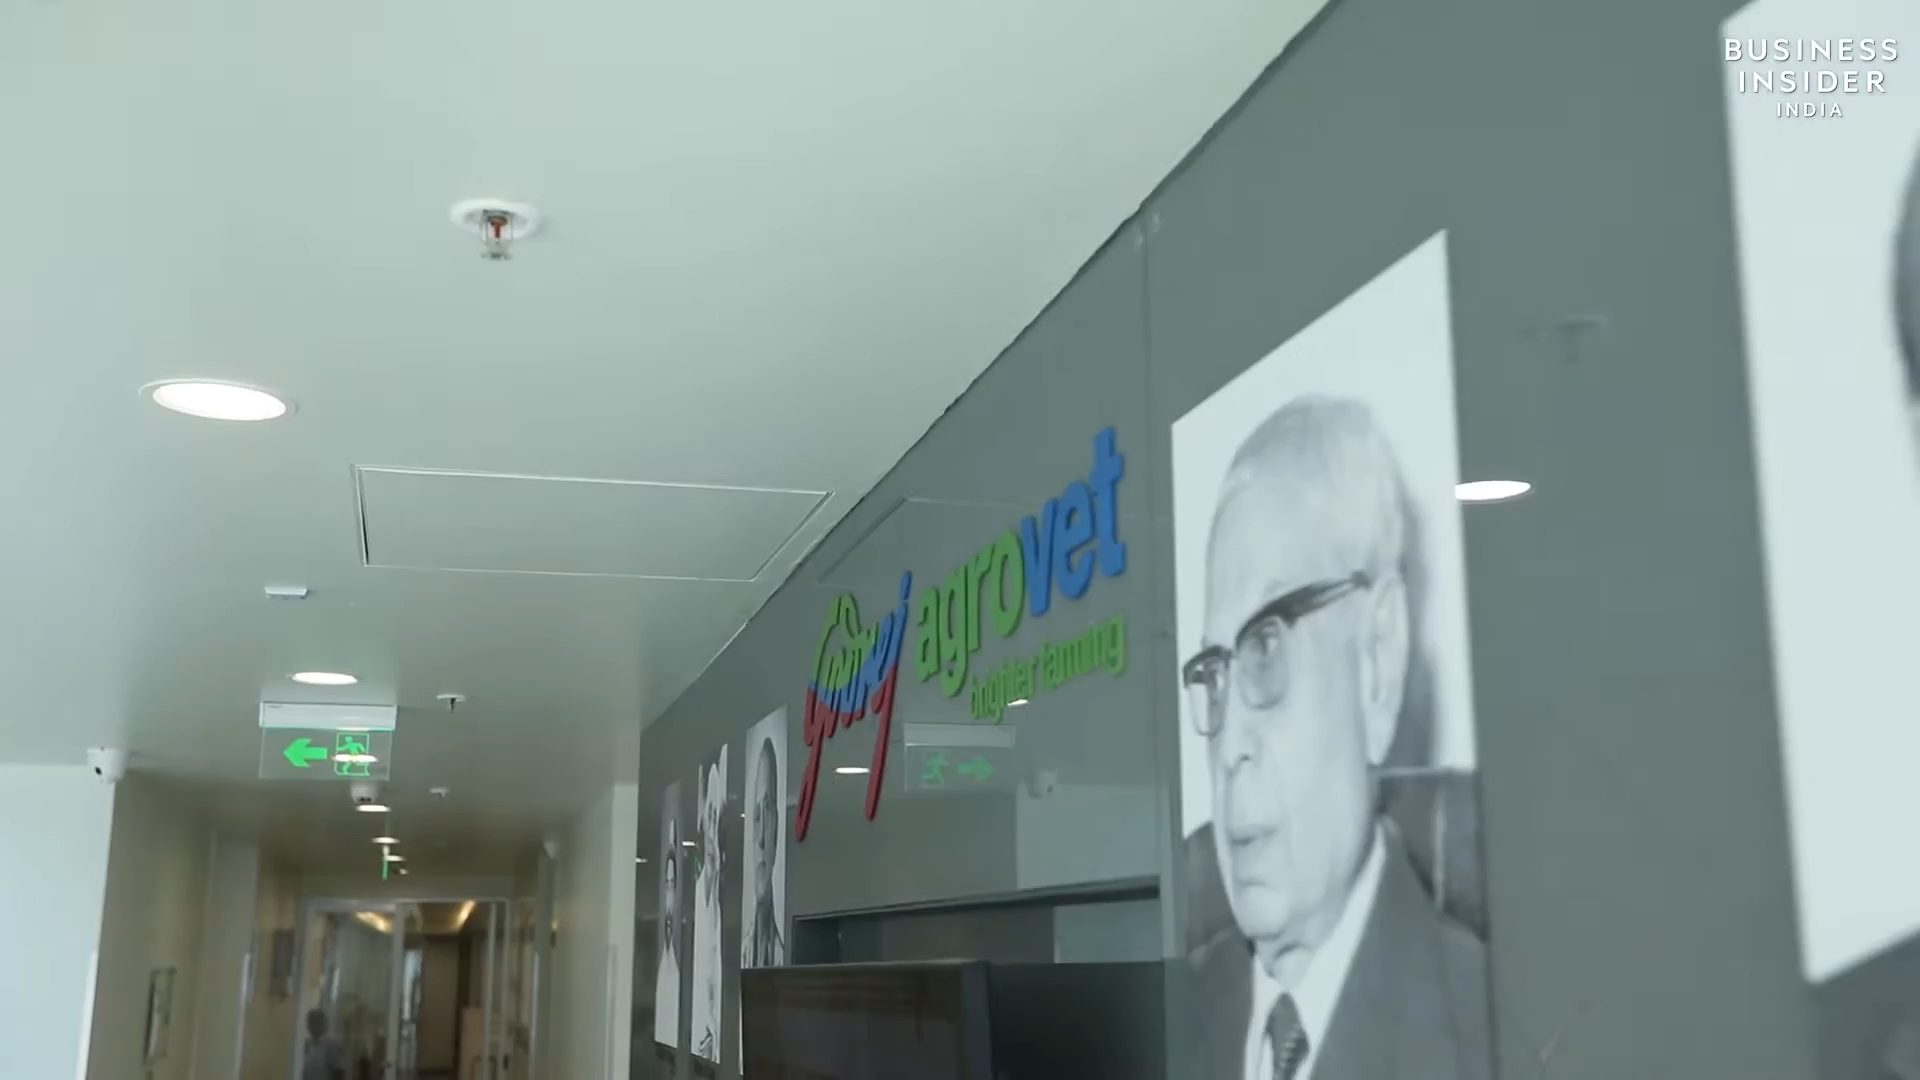 BUSINESS
INSIDER
INDIA
Godrej agrovet
brighter farming